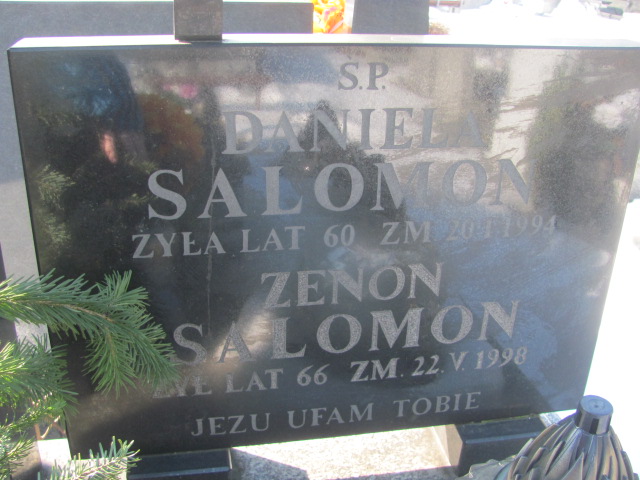 S.P.
DANIELA
SALOMON
ZYŁA LAT 60 ZM. 20.I.1994
ZENON
SALOMON
ZYŁ LAT 66 ZM. 22.V.1998
JEZU UFAM TOBIE